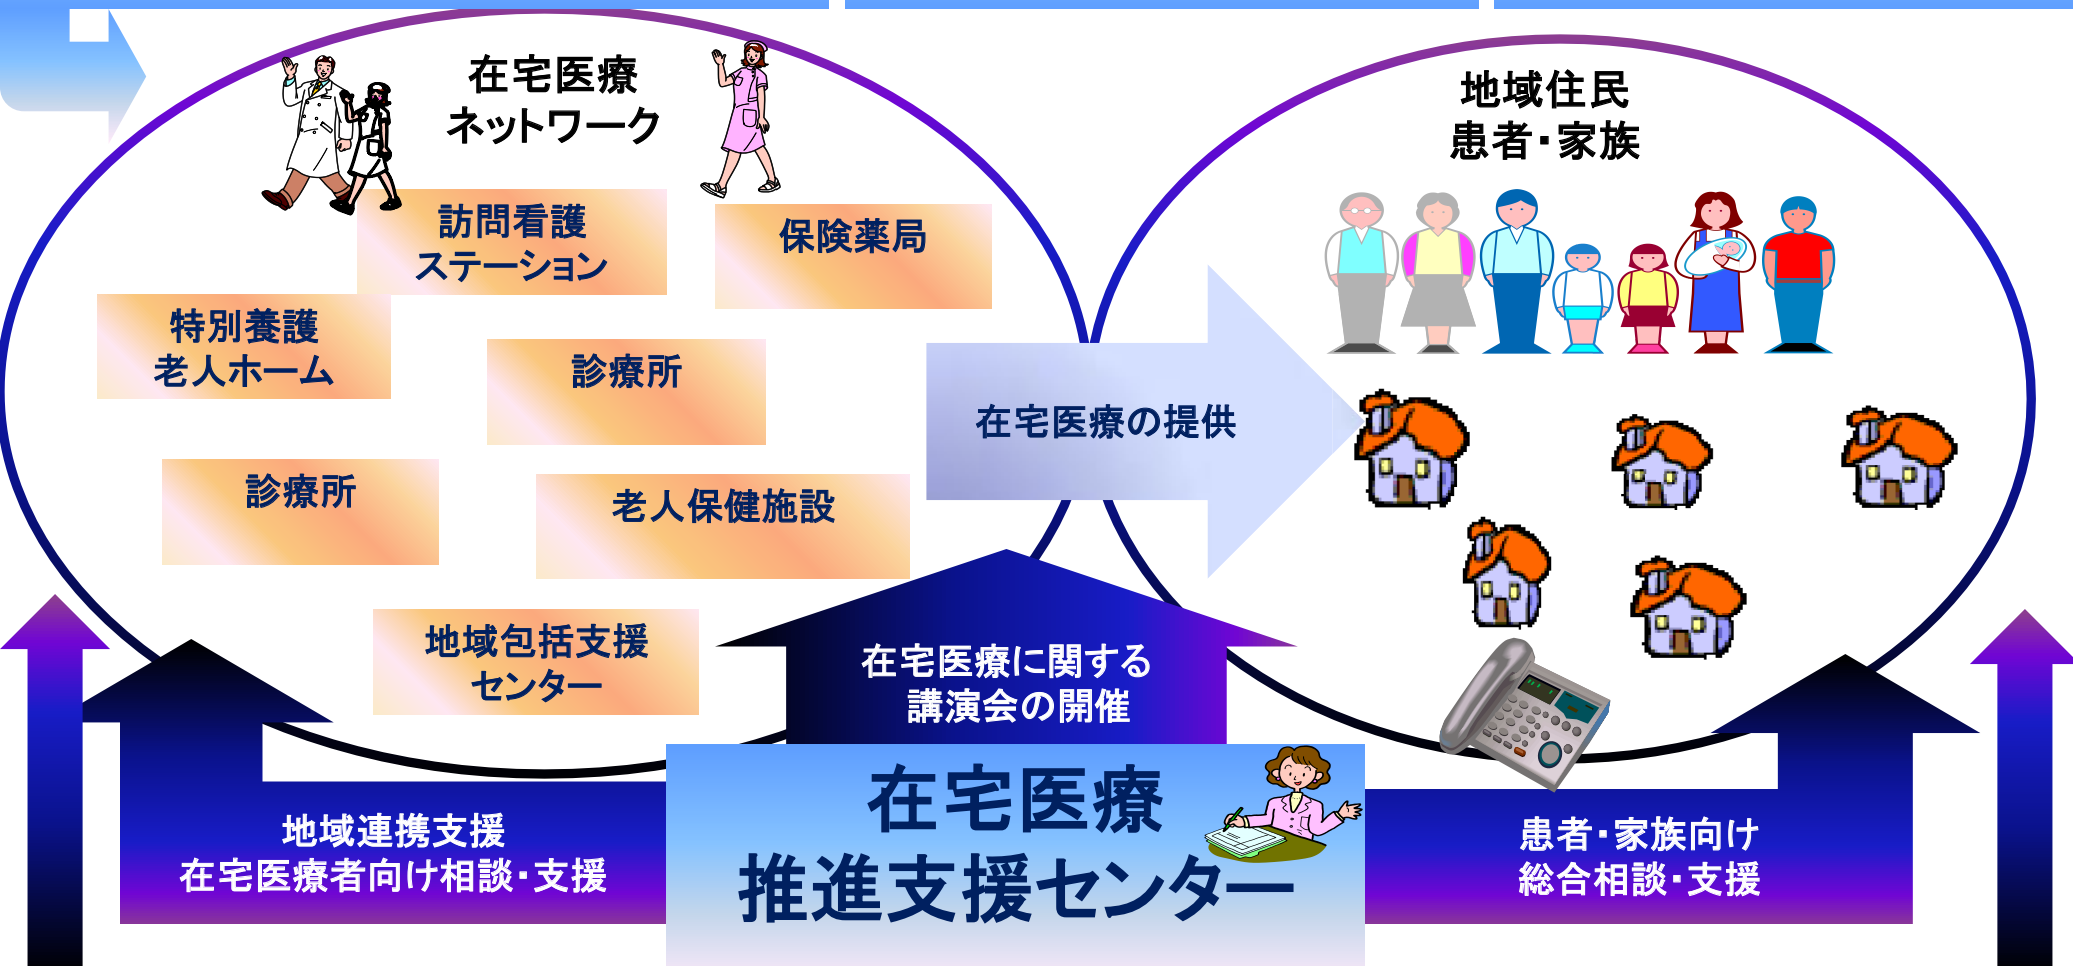 在宅医療
ネットワーク
訪問看護
ステーション
保険薬局
特別養護
老人ホーム
診療所
診療所
老人保健施設
地域包括支援
センター
在宅医療の提供
地域住民
患者・家族
在宅医療に関する
講演会の開催
地域連携支援
在宅医療者向け相談・支援
在宅医療
推進支援センター
患者・家族向け
総合相談・支援